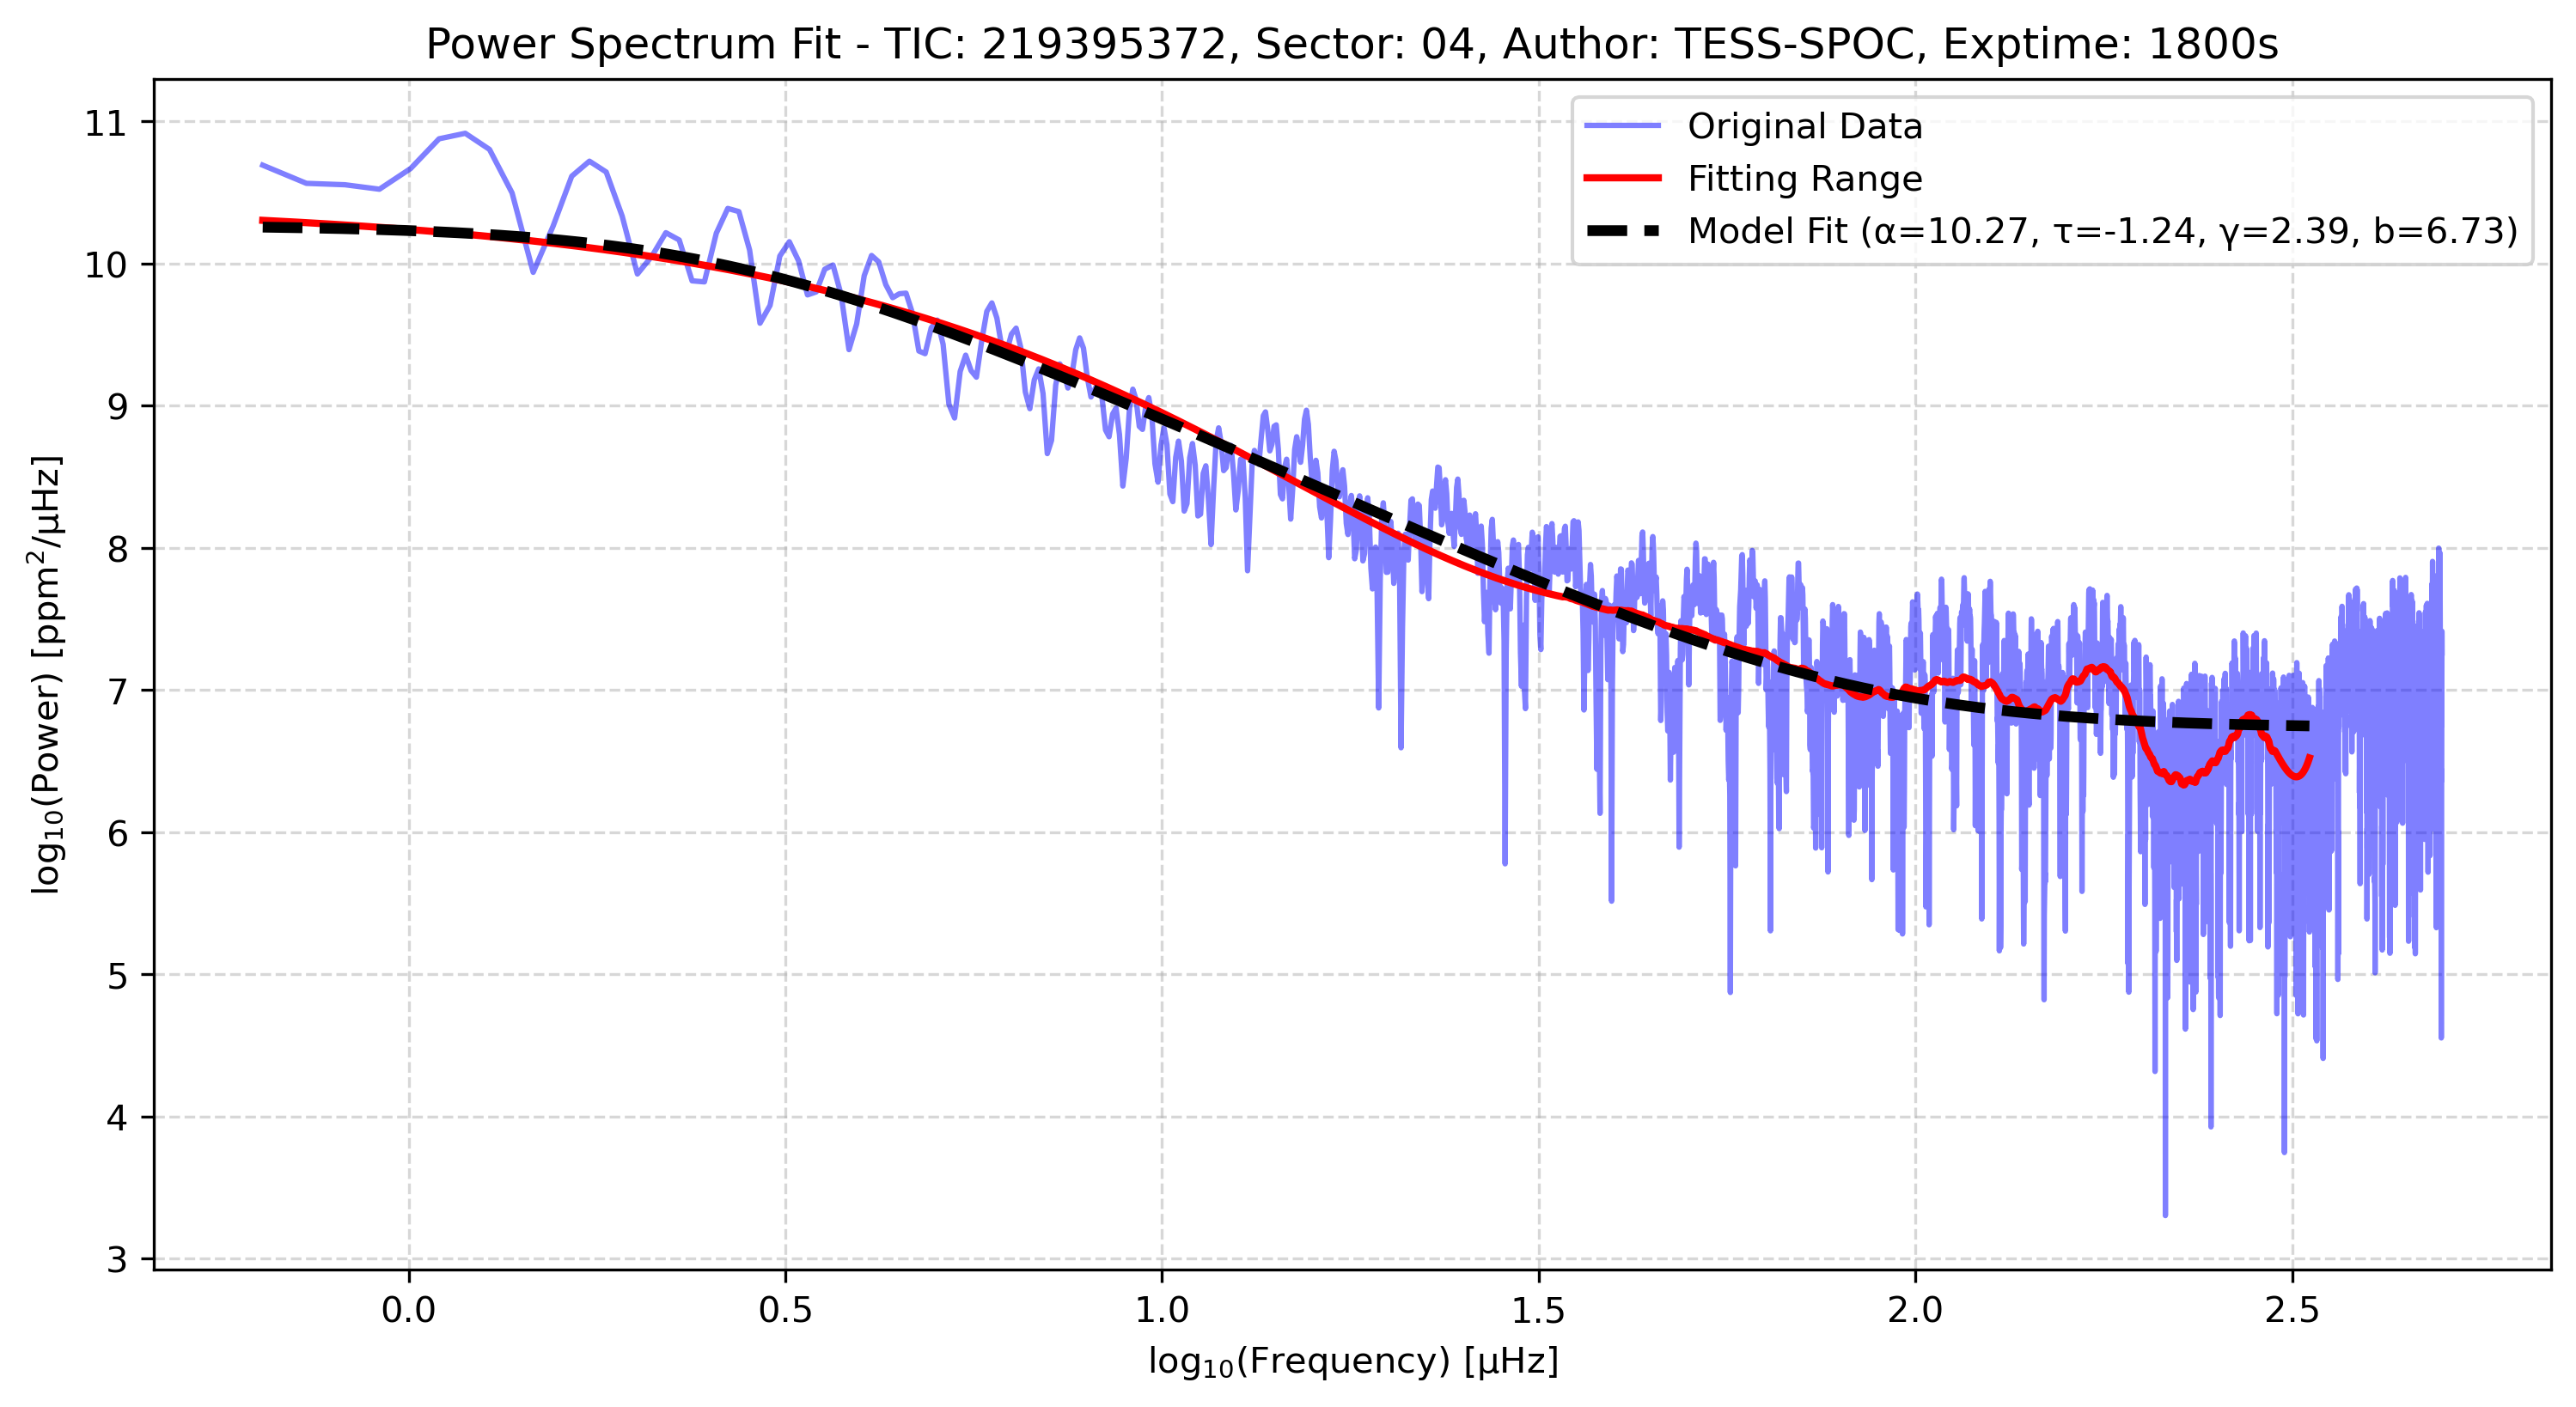 Power Spectrum Fit - TIC: 219395372, Sector: 04, Author: TESS-SPOC, Exptime: 1800s
Original Data
Fitting Range
Model Fit (α=10.27, τ=-1.24, γ=2.39, b=6.73)
log₁₀(Power) [ppm²/μHz]
11
10
9
8
7
6
5
4
3
0.0 0.5 1.0 1.5 2.0 2.5
log₁₀(Frequency) [μHz]